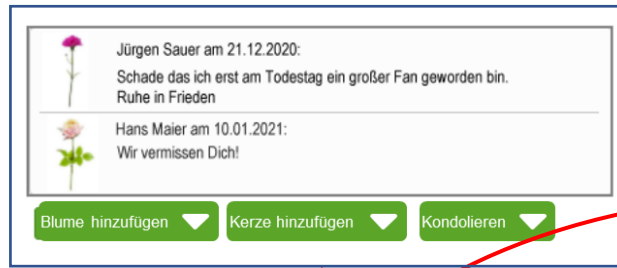 Jürgen Sauer am 21.12.2020:
Schade das ich erst am Todestag ein großer Fan geworden bin.
Ruhe in Frieden
Hans Maier am 10.01.2021:
Wir vermissen Dich!
Blume hinzufügen Kerze hinzufügen Kondolieren